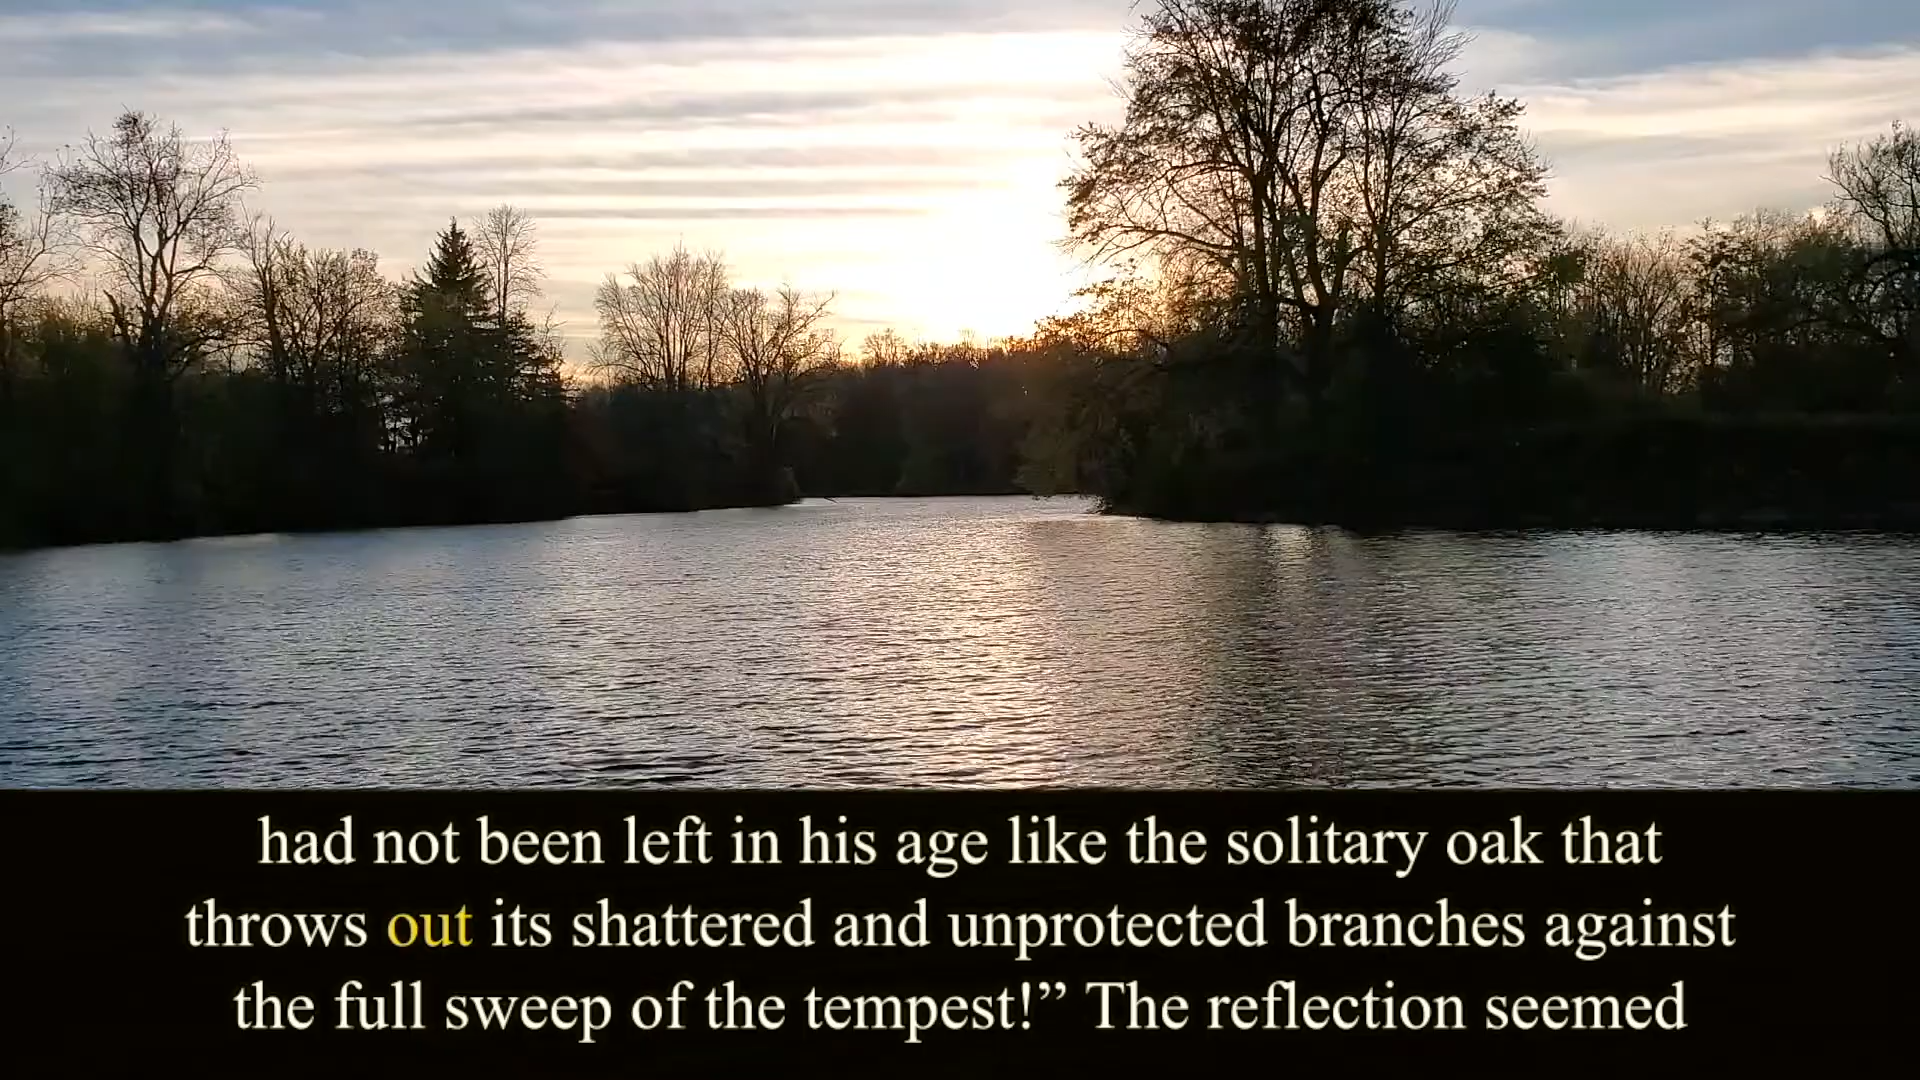 had not been left in his age like the solitary oak that
throws out its shattered and unprotected branches against
the full sweep of the tempest!” The reflection seemed